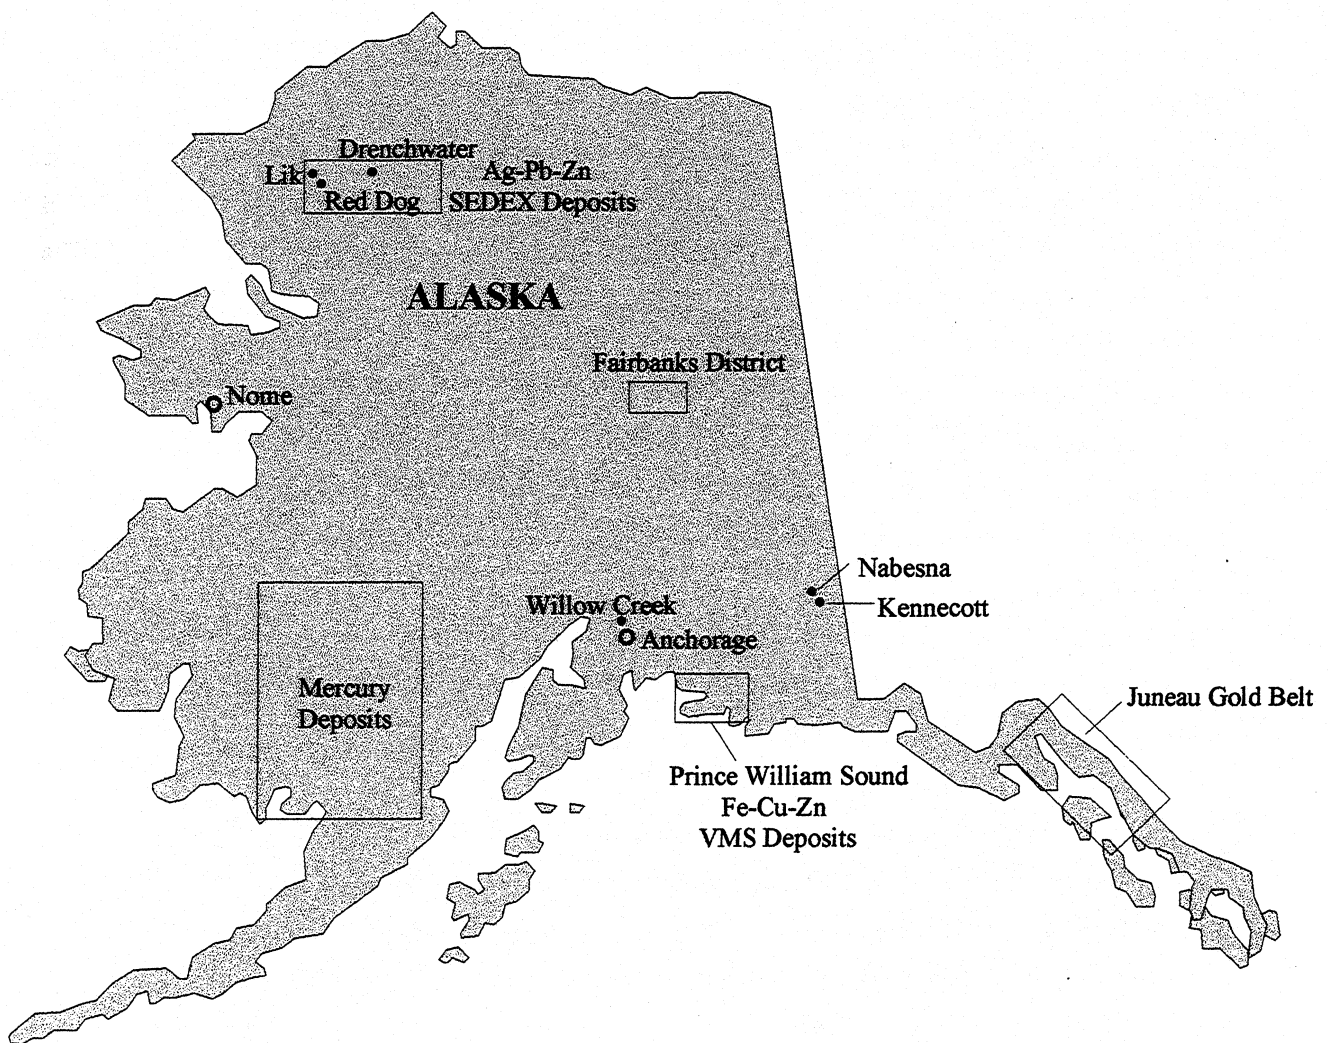 Drenchwater
Lik
Red Dog
Ag-Pb-Zn
SEDEX Deposits
ALASKA
Fairbanks District
Nome
Nabesna
Kennecott
Willow Creek
Anchorage
Mercury
Deposits
Juneau Gold Belt
Prince William Sound
Fe-Cu-Zn
VMS Deposits